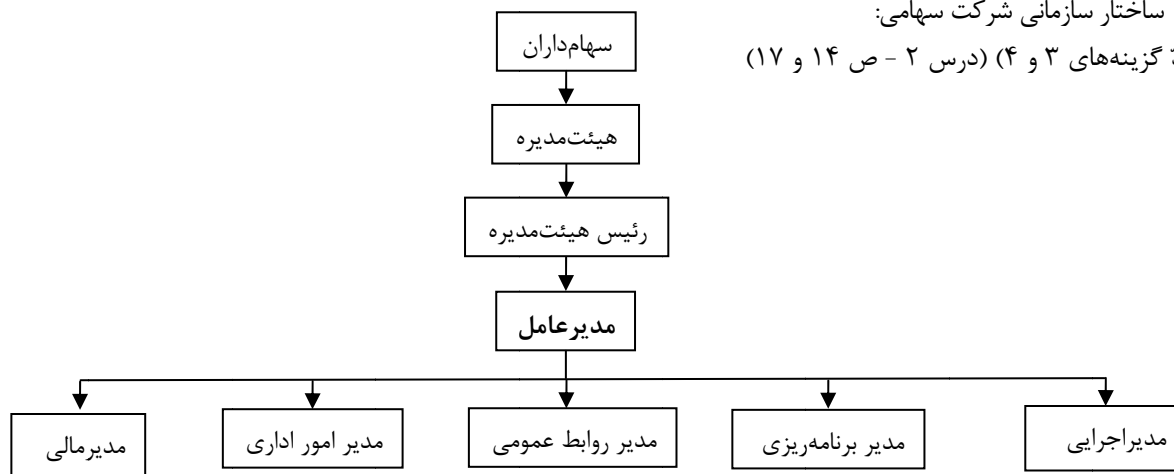 ساختار سازمانی شرکت سهامی:
گزینه‌های ۳ و ۴) (درس ۲ - ص ۱۴ و ۱۷)
سهام‌داران
هیئت‌مدیره
رئیس هیئت‌مدیره
مدیرعامل
مدیراجرایی
مدیر برنامه‌ریزی
مدیر روابط عمومی
مدیر امور اداری
مدیرمالی